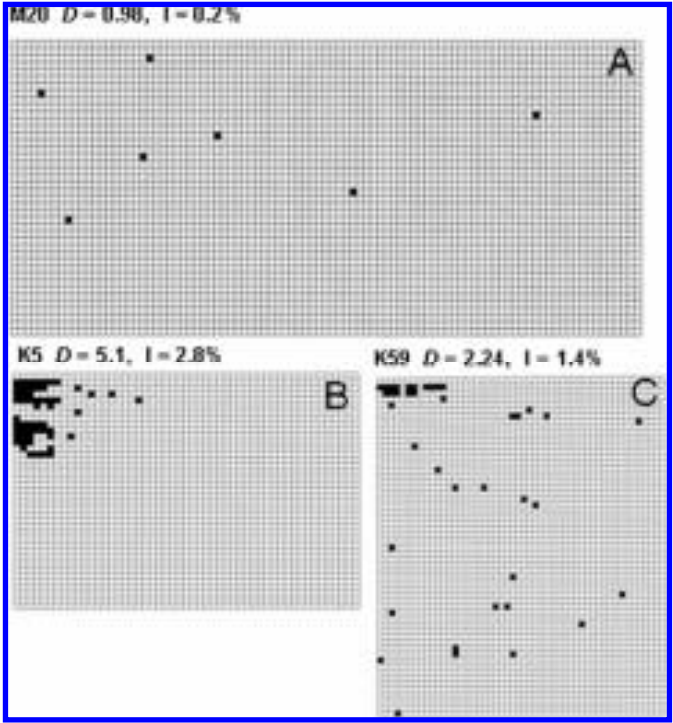 M20 D = 0.98, I = 0.2%
A
K5 D = 5.1, I = 2.8%
B
K59 D = 2.24, I = 1.4%
C